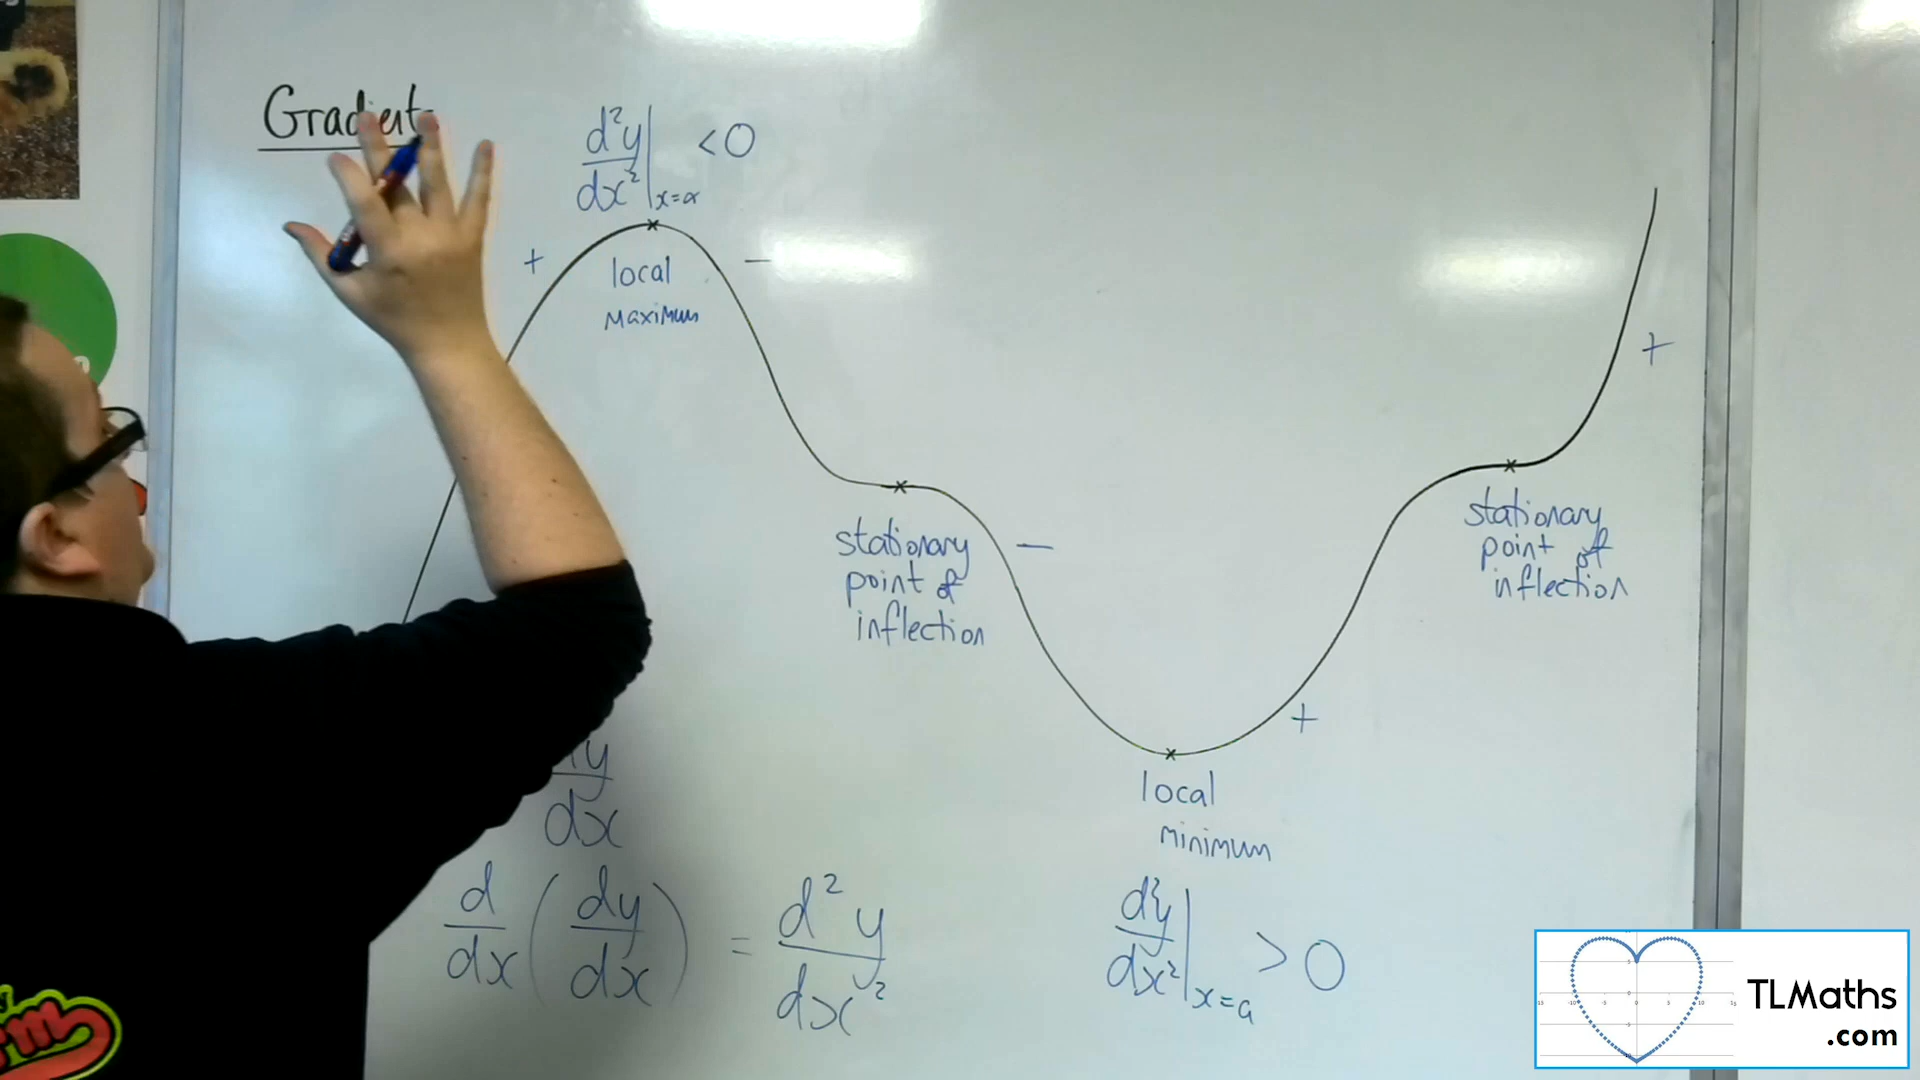 Gradient
d²y/dx²|x=a <0
+
local
maximum
−
+
stationary
point of
inflection
−
stationary
point of
inflection
+
local
minimum
dy/dx
d/dx(dy/dx) = d²y/dx²
d²y/dx²|x=a > 0
TLMaths
.com